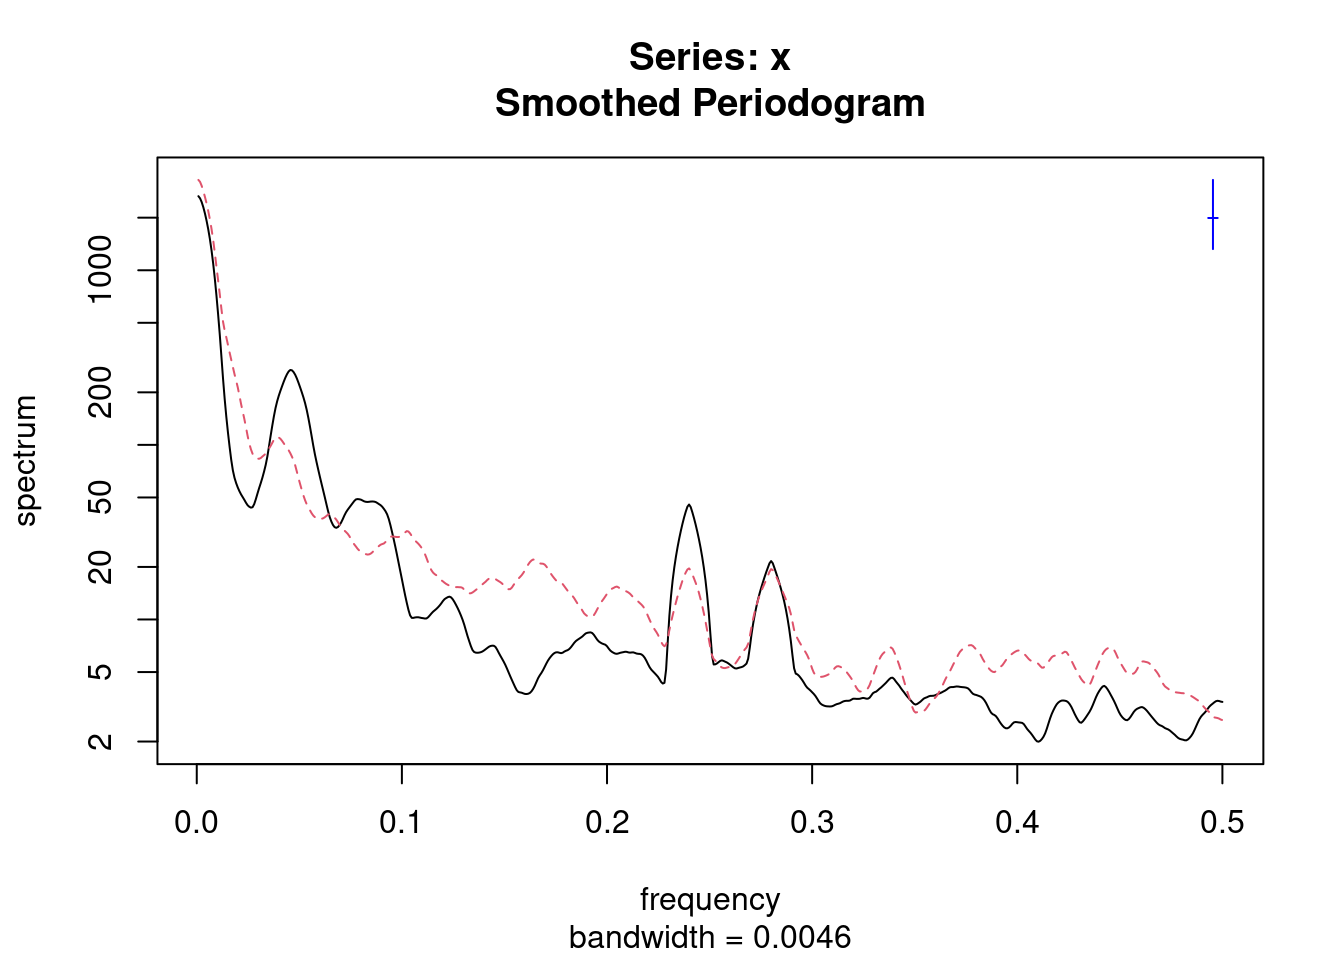 Series: x
Smoothed Periodogram
spectrum
1000
200
50
20
5
2
0.0 0.1 0.2 0.3 0.4 0.5
frequency
bandwidth = 0.0046